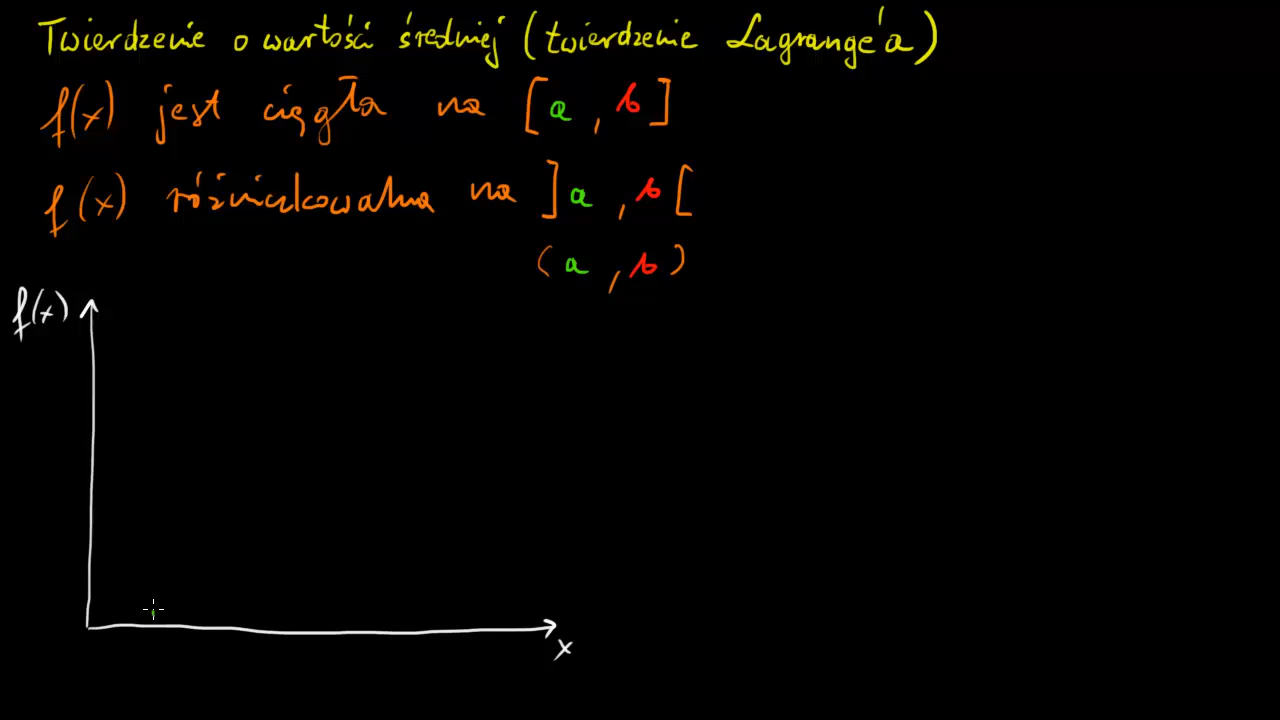 Twierdzenie o wartości średniej (twierdzenie Lagrange'a)
f(x) jest ciągła na [a, b]
f(x) różniczkowalna na ]a, b[
(a, b)
f(x)
x